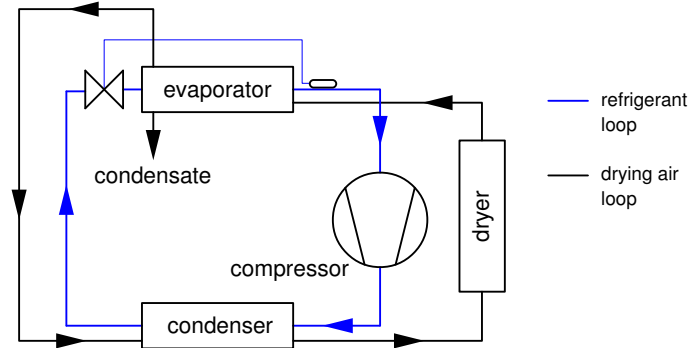 evaporator
refrigerant
loop
condensate
drying air
loop
dryer
compressor
condenser